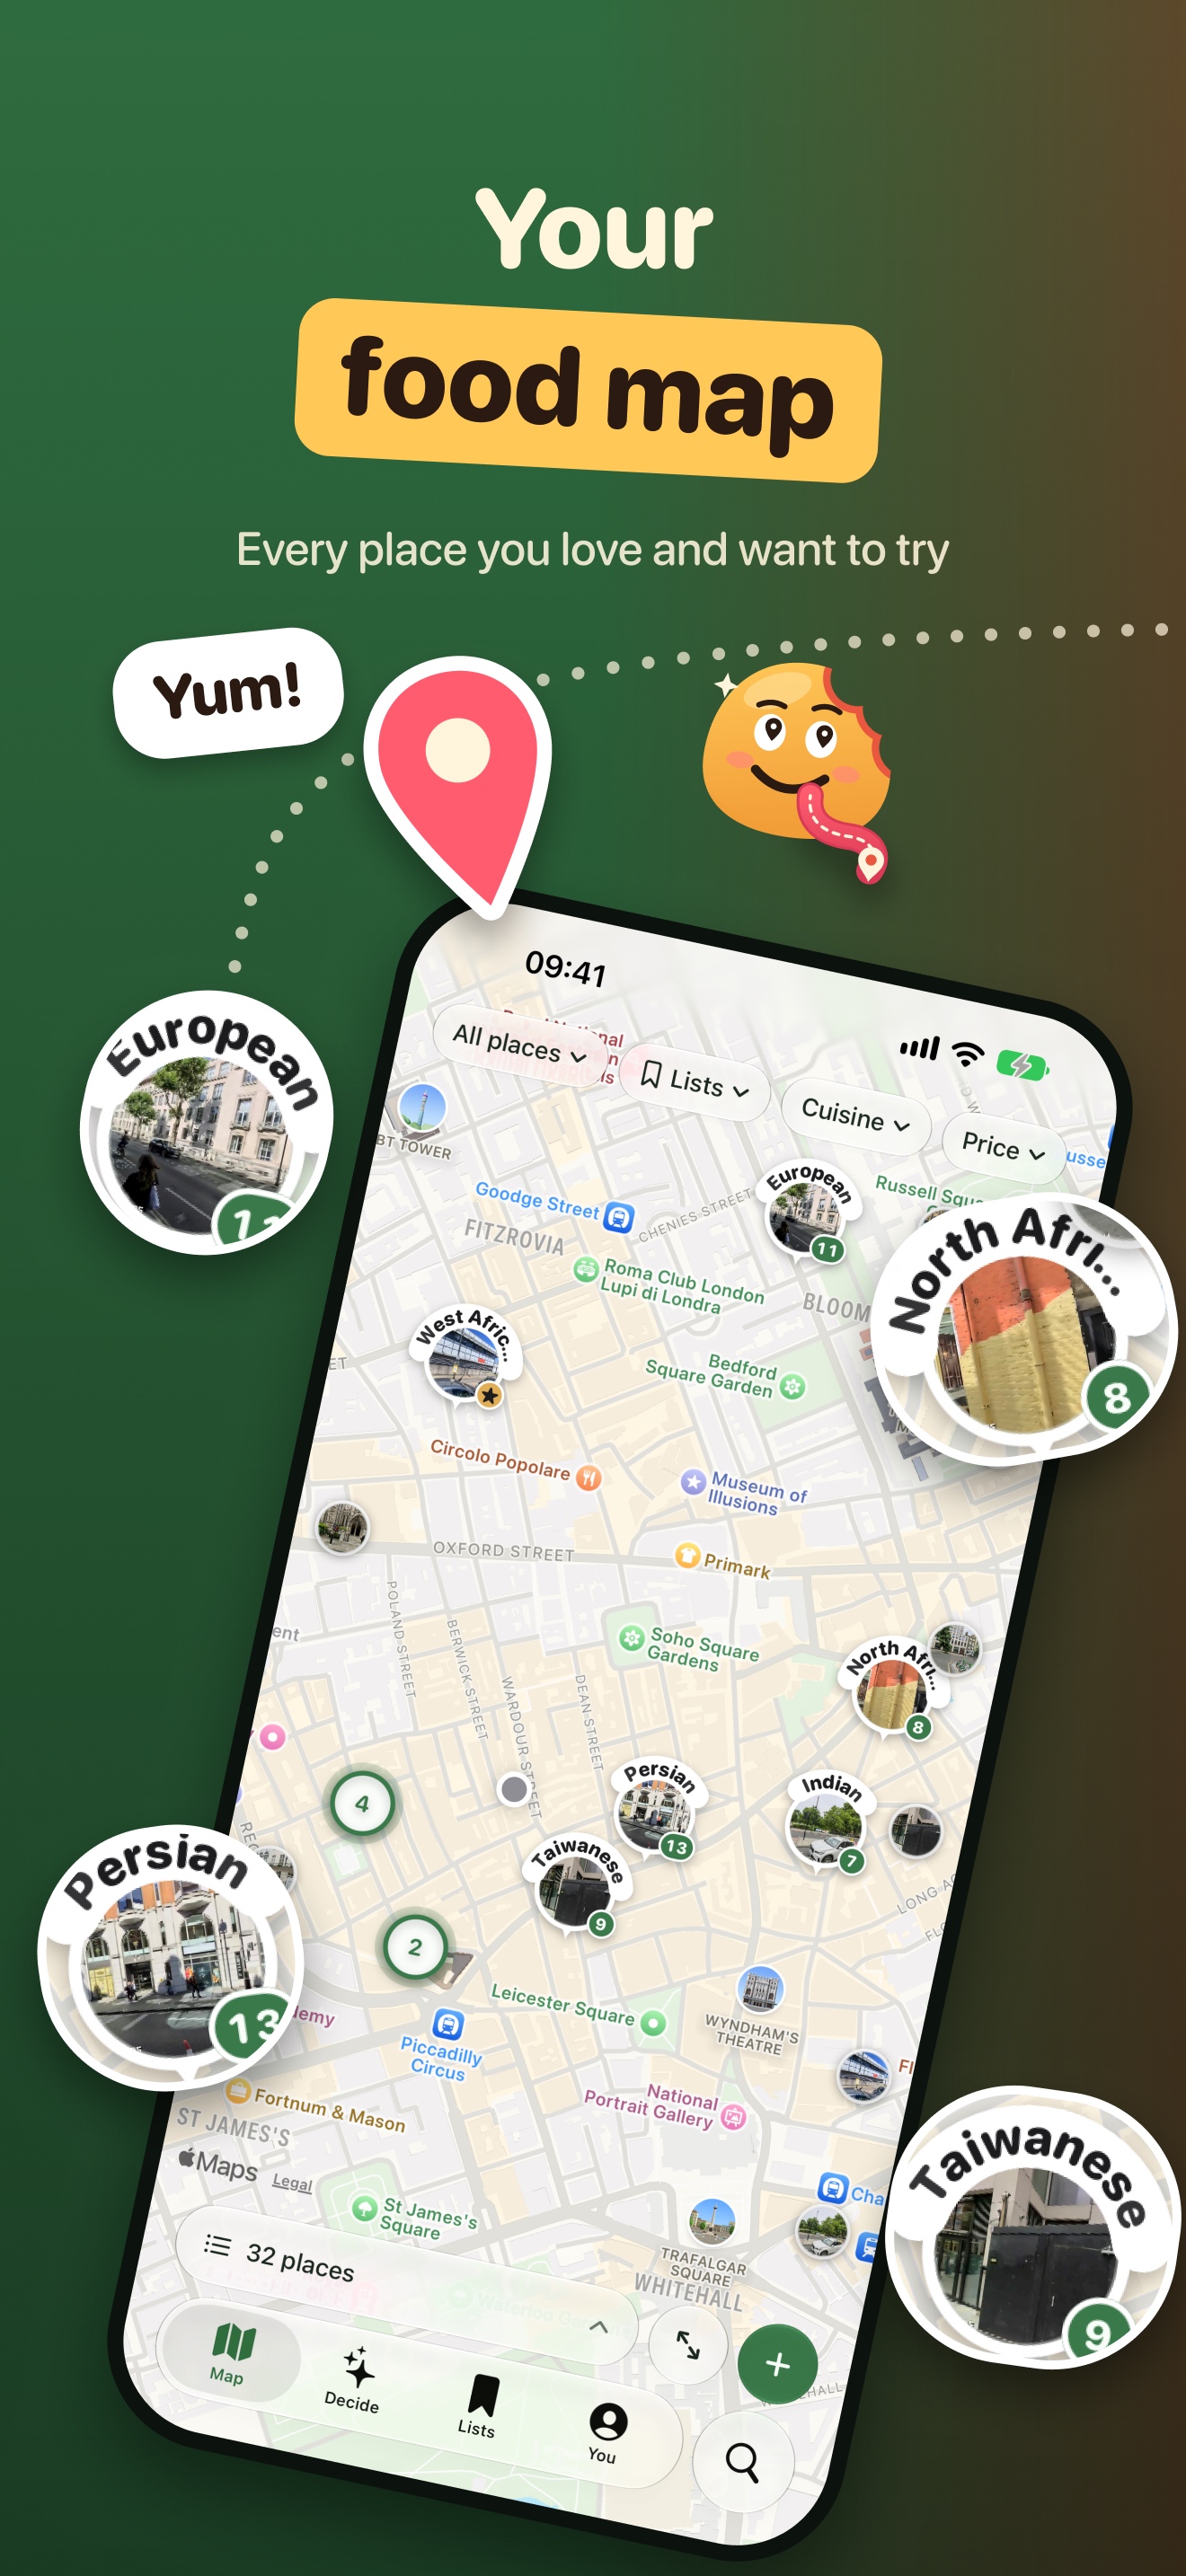 Your
food map
Every place you love and want to try
Yum!
09:41
All places
Lists
Cuisine
Price
European
11
BT TOWER
Goodge Street
FITZROVIA
CHENIES STREET
European
11
Russell Squ
Roma Club London
Lupi di Londra
BLOOM
North Afri...
8
West Afric...
Bedford
Square Garden
Circolo Popolare
Museum of
Illusions
OXFORD STREET
Primark
POLAND STREET
BERWICK STREET
WARDOUR STREET
DEAN STREET
Soho Square
Gardens
North Afri...
8
4
Persian
13
Indian
7
Taiwanese
9
Persian
13
2
LONG AC
Leicester Square
WYNDHAM'S
THEATRE
Piccadilly
Circus
National
Portrait Gallery
Fortnum & Mason
ST JAMES'S
Maps
Legal
St James's
Square
Cha
TRAFALGAR
SQUARE
WHITEHALL
Taiwanese
9
32 places
Map
Decide
Lists
You